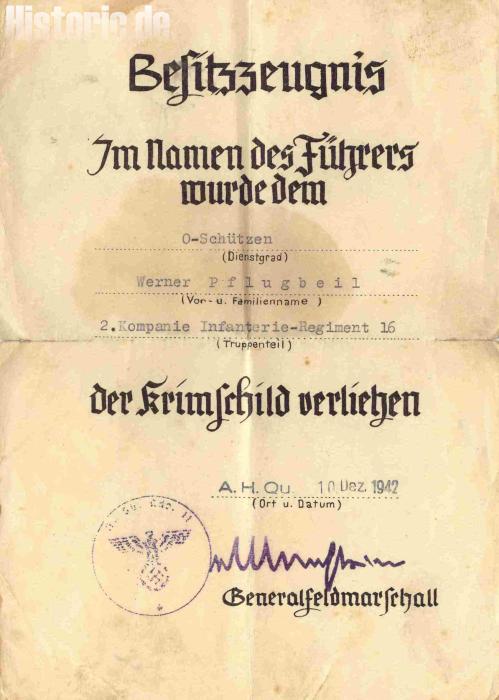 Historic.de
Besitzzeugnis
Im Namen des Führers
wurde dem
O-Schützen
(Dienstgrad)
Werner Pflugbeil
(Vor- u. Familienname )
2.Kompanie Infanterie-Regiment 16
(Truppenteil)
der Krimschild verliehen
A.H.Qu. 10 Dez. 1942
(Ort u. Datum)
Generalfeldmarschall